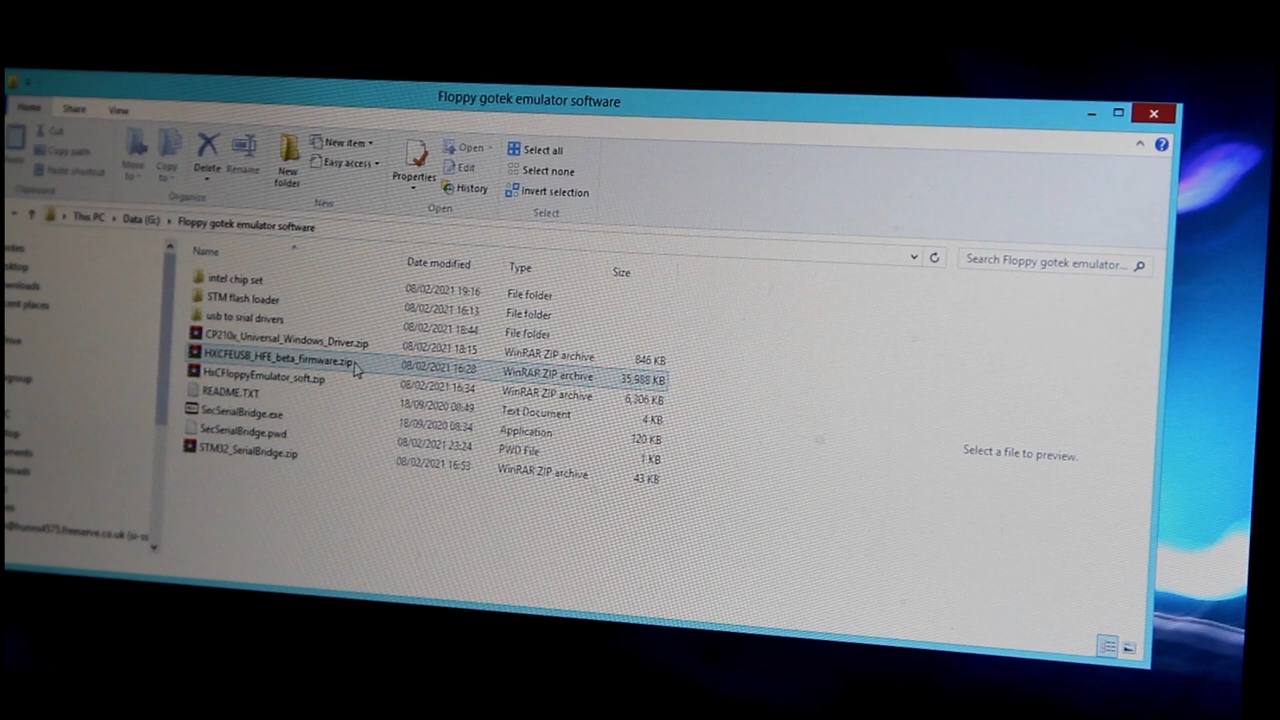 Floppy gotek emulator software
Home Share View
Cut
Copy path
Paste shortcut
Clipboard
Move to
Copy to
Delete
Rename
Organize
New folder
New item
Easy access
New
Properties
Open
Edit
History
Open
Select all
Select none
Invert selection
Select
This PC Data (G:) Floppy gotek emulator software
Search Floppy gotek emulator...
Name Date modified Type Size
intel chip set 08/02/2021 19:16 File folder
STM flash loader 08/02/2021 16:13 File folder
usb to srial drivers 08/02/2021 18:44 File folder
CP210x_Universal_Windows_Driver.zip 08/02/2021 18:15 WinRAR ZIP archive 846 KB
HXCFEUSB_HFE_beta_firmware.zip 08/02/2021 16:28 WinRAR ZIP archive 35,988 KB
HxCFloppyEmulator_soft.zip 08/02/2021 16:34 WinRAR ZIP archive 6,306 KB
README.TXT 18/09/2020 08:49 Text Document 4 KB
SecSerialBridge.exe 18/09/2020 08:34 Application 120 KB
SecSerialBridge.pwd 08/02/2021 23:24 PWD File 1 KB
STM32_SerialBridge.zip 08/02/2021 16:53 WinRAR ZIP archive 43 KB
Select a file to preview.